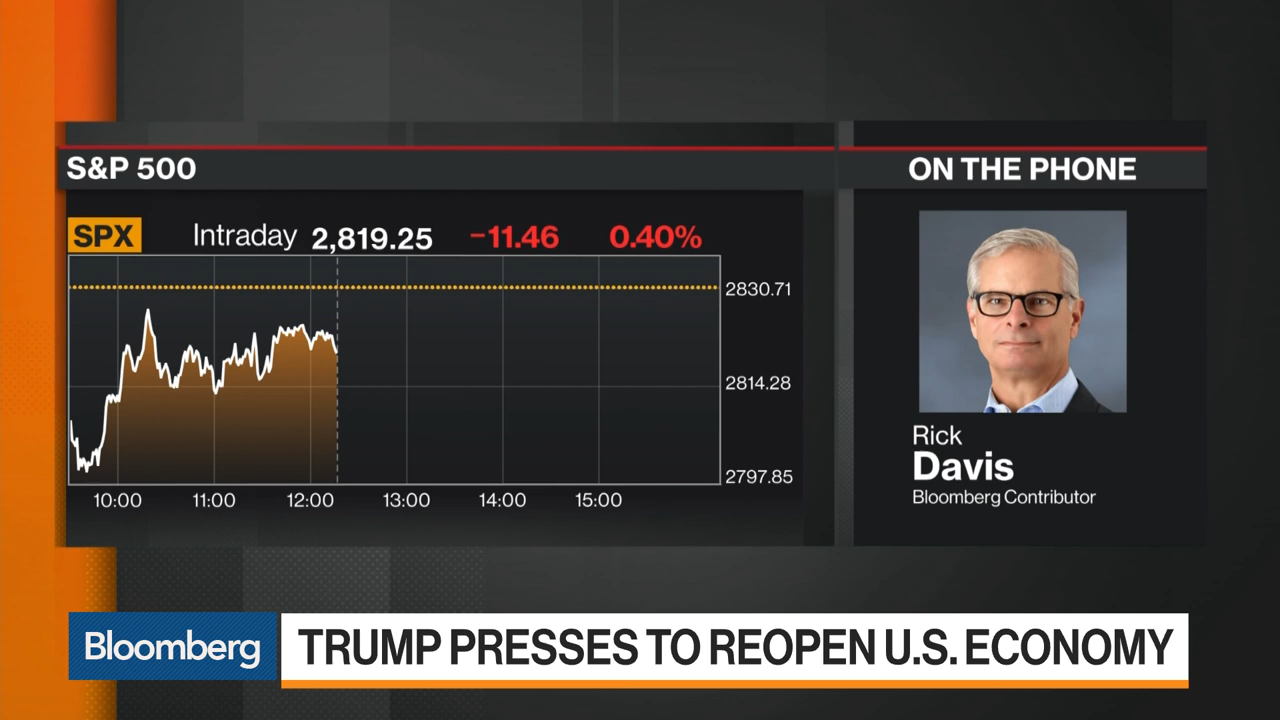 S&P 500
SPX Intraday 2,819.25 -11.46 0.40%
2830.71
2814.28
2797.85
10:00 11:00 12:00 13:00 14:00 15:00
ON THE PHONE
Rick
Davis
Bloomberg Contributor
Bloomberg
TRUMP PRESSES TO REOPEN U.S. ECONOMY